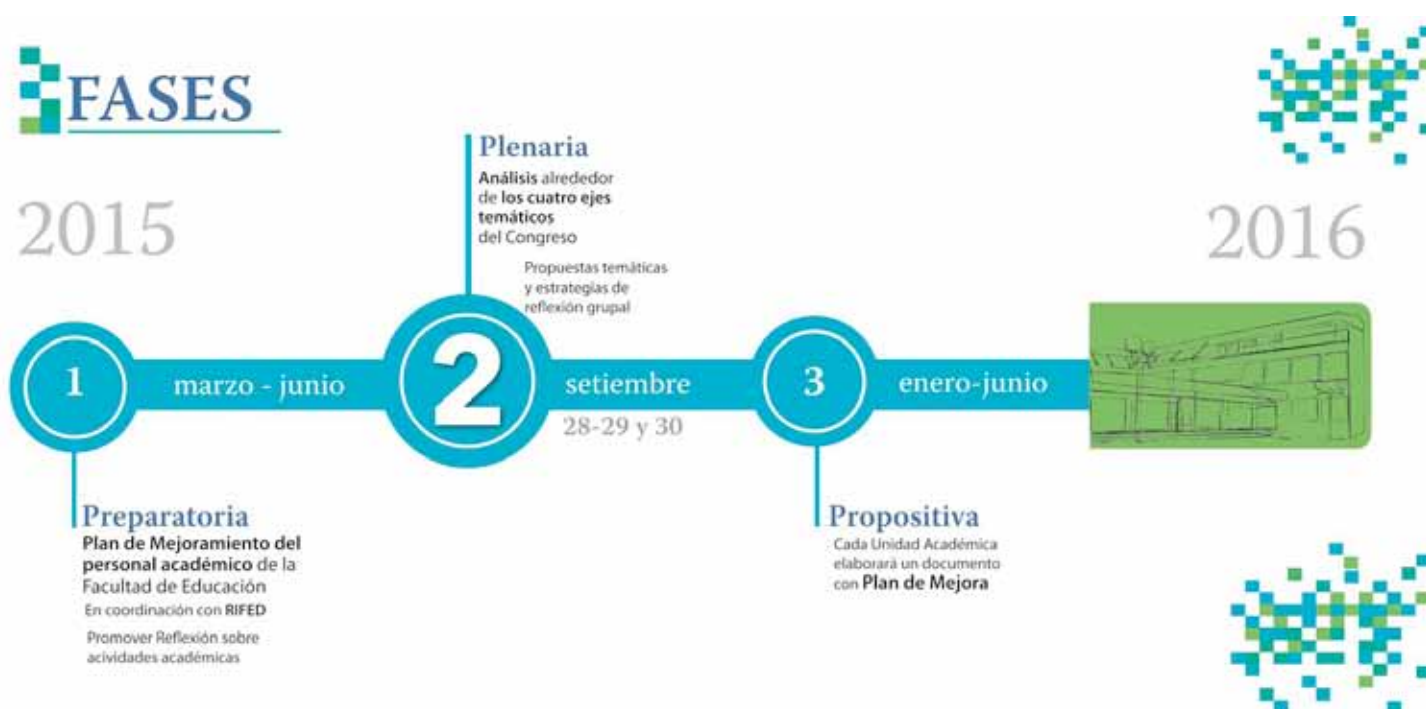 FASES
2015
2016
Plenaria
Análisis alrededor
de los cuatro ejes
temáticos
del Congreso
Propuestas temáticas
y estrategias de
reflexión grupal
1
marzo - junio
2
setiembre
28-29 y 30
3
enero-junio
Preparatoria
Plan de Mejoramiento del
personal académico de la
Facultad de Educación
En coordinación con RIFED
Promover Reflexión sobre
acividades académicas
Propositiva
Cada Unidad Académica
elaborará un documento
con Plan de Mejora